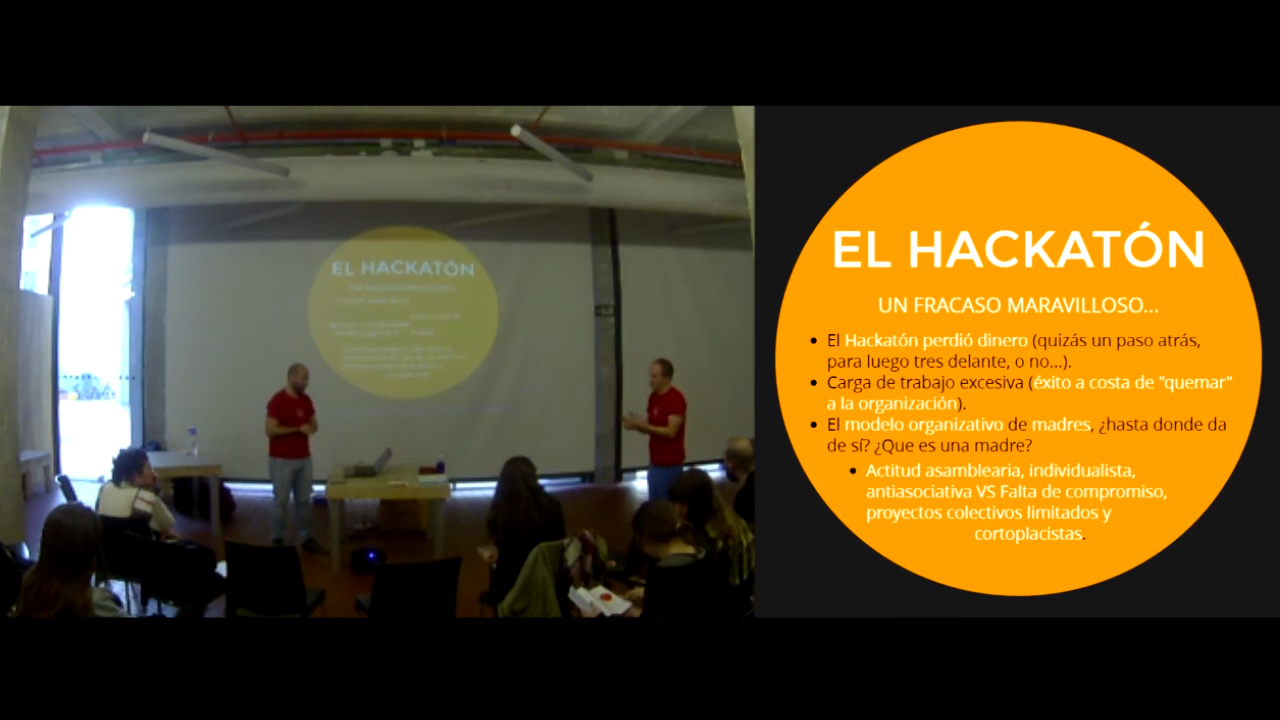 EL HACKATÓN
EL HACKATÓN
UN FRACASO MARAVILLOSO...
El Hackatón perdió dinero (quizás un paso atrás,
para luego tres delante, o no...).
Carga de trabajo excesiva (éxito a costa de "quemar"
a la organización).
El modelo organizativo de madres, ¿hasta donde da
de sí? ¿Que es una madre?
Actitud asamblearia, individualista,
antiasociativa VS Falta de compromiso,
proyectos colectivos limitados y
cortoplacistas.